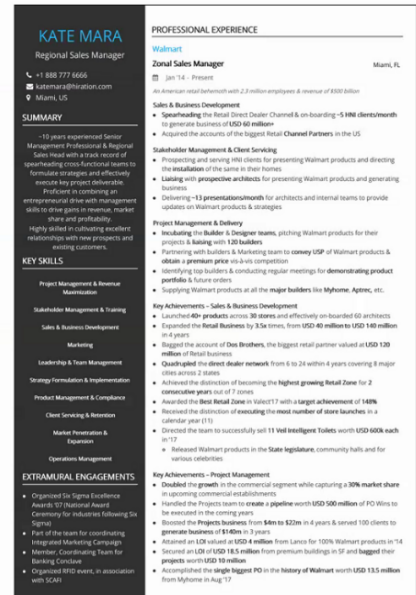 KATE MARA
Regional Sales Manager
+1 888 777 6666
katemara@hiration.com
Miami, US
SUMMARY
~10 years experienced Senior
Management Professional & Regional
Sales Head with a track record of
spearheading cross-functional teams to
formulate strategies and effectively
execute key project deliverable.
Proficient in combining an
entrepreneurial drive with management
skills to drive gains in revenue, market
share and profitability.
Highly skilled in cultivating excellent
relationships with new prospects and
existing customers.
KEY SKILLS
Project Management & Revenue
Maximization
Stakeholder Management & Training
Sales & Business Development
Marketing
Leadership & Team Management
Strategy Formulation & Implementation
Product Management & Compliance
Client Servicing & Retention
Market Penetration &
Expansion
Operations Management
EXTRAMURAL ENGAGEMENTS
Organized Six Sigma Excellence
Awards '07 (National Award
Ceremony for Industries following Six
Sigma)
Part of the team for coordinating
Integrated Marketing Campaign
Member, Coordinating Team for
Banking Conclave
Organized RFID event, in association
with SCAFI
PROFESSIONAL EXPERIENCE
Walmart
Zonal Sales Manager Miami, FL
Jan '14 - Present
An American retail behemoth with 2.3 million employees & revenue of $500 billion
Sales & Business Development
Spearheading the Retail Direct Dealer Channel & on-boarding ~5 HNI clients/month
to generate business of USD 60 million+
Acquired the accounts of the biggest Retail Channel Partners in the US
Stakeholder Management & Client Servicing
Prospecting and serving HNI clients for presenting Walmart products and directing
the installation of the same in their homes
Liaising with prospective architects for presenting Walmart products and generating
business
Delivering ~13 presentations/month for architects and internal teams to provide
updates on Walmart products & strategies
Project Management & Delivery
Incubating the Builder & Designer teams, pitching Walmart products for their
projects & liaising with 120 builders
Partnering with builders & Marketing team to convey USP of Walmart products &
obtain a premium price vis-à-vis competition
Identifying top builders & conducting regular meetings for demonstrating product
portfolio & future orders
Supplying Walmart products at all the major builders like Myhome, Aptrec, etc.
Key Achievements – Sales & Business Development
Launched 40+ products across 30 stores and effectively on-boarded 60 architects
Expanded the Retail Business by 3.5x times, from USD 40 million to USD 140 million
in 4 years
Bagged the account of Dos Brothers, the biggest retail partner valued at USD 120
million of Retail business
Quadrupled the direct dealer network from 6 to 24 within 4 years covering 8 major
cities across 2 states
Achieved the distinction of becoming the highest growing Retail Zone for 2
consecutive years out of 7 zones
Awarded the Best Retail Zone in Valect'17 with a target achievement of 148%
Received the distinction of executing the most number of store launches in a
calendar year (11)
Directed the team to successfully sell 11 Veil Intelligent Toilets worth USD 600k each
in '17
Released Walmart products in the State legislature, community halls and for
various celebrities
Key Achievements – Project Management
Doubled the growth in the commercial segment while capturing a 30% market share
in upcoming commercial establishments
Handled the Projects team to create a pipeline worth USD 500 million of PO Wins to
be executed in the coming years
Boosted the Projects business from $4m to $22m in 4 years & served 100 clients to
generate business of $140m in 3 years
Attained an LOI valued at USD 4 million from Lanco for 100% Walmart products in '14
Secured an LOI of USD 18.5 million from premium buildings in SF and bagged their
projects worth USD 10 million
Accomplished the single biggest PO in the history of Walmart worth USD 13.5 million
from Myhome in Aug '17